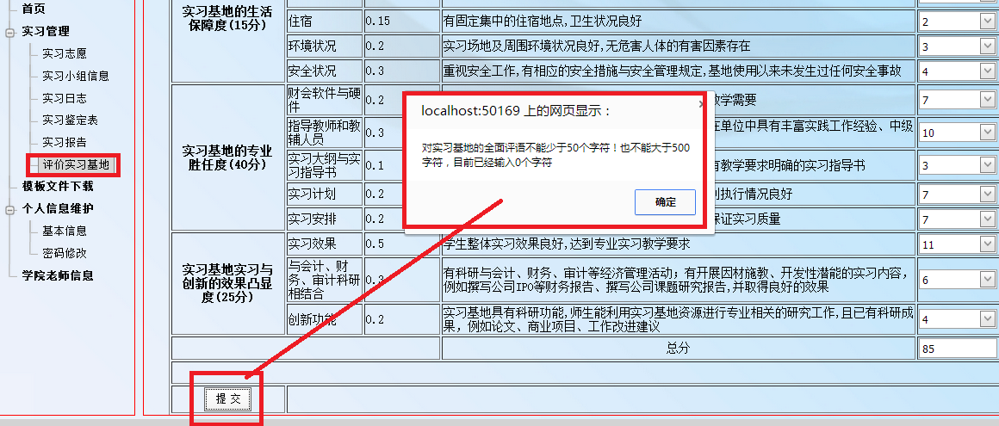 首页
实习管理
实习志愿
实习小组信息
实习日志
实习鉴定表
实习报告
评价实习基地
模板文件下载
个人信息维护
基本信息
密码修改
学院老师信息
实习基地的生活
保障度(15分)
住宿
0.15
有固定集中的住宿地点,卫生状况良好
2
环境状况
0.2
实习场地及周围环境状况良好,无危害人体的有害因素存在
3
安全状况
0.3
重视安全工作,有相应的安全措施与安全管理规定,基地使用以来未发生过任何安全事故
4
实习基地的专业
胜任度(40分)
财会软件与硬
件
0.2
教学需要
7
指导教师和教
辅人员
0.3
在单位中具有丰富实践工作经验、中级
10
实习大纲与实
习指导书
0.1
有教学要求明确的实习指导书
3
实习计划
0.2
划执行情况良好
7
实习安排
0.2
保证实习质量
7
localhost:50169 上的网页显示：
×
对实习基地的全面评语不能少于50个字符！也不能大于500
字符，目前已经输入0个字符
确定
实习基地实习与
创新的效果凸显
度(25分)
实习效果
0.5
学生整体实习效果良好,达到专业实习教学要求
11
与会计、财
务、审计科研
相结合
0.3
有科研与会计、财务、审计等经济管理活动；有开展因材施教、开发性潜能的实习内容，
例如撰写公司IPO等财务报告、撰写公司课题研究报告,并取得良好的效果
6
创新功能
0.2
实习基地具有科研功能,师生能利用实习基地资源进行专业相关的研究工作,且已有科研成
果，例如论文、商业项目、工作改进建议
4
总分
85
提 交